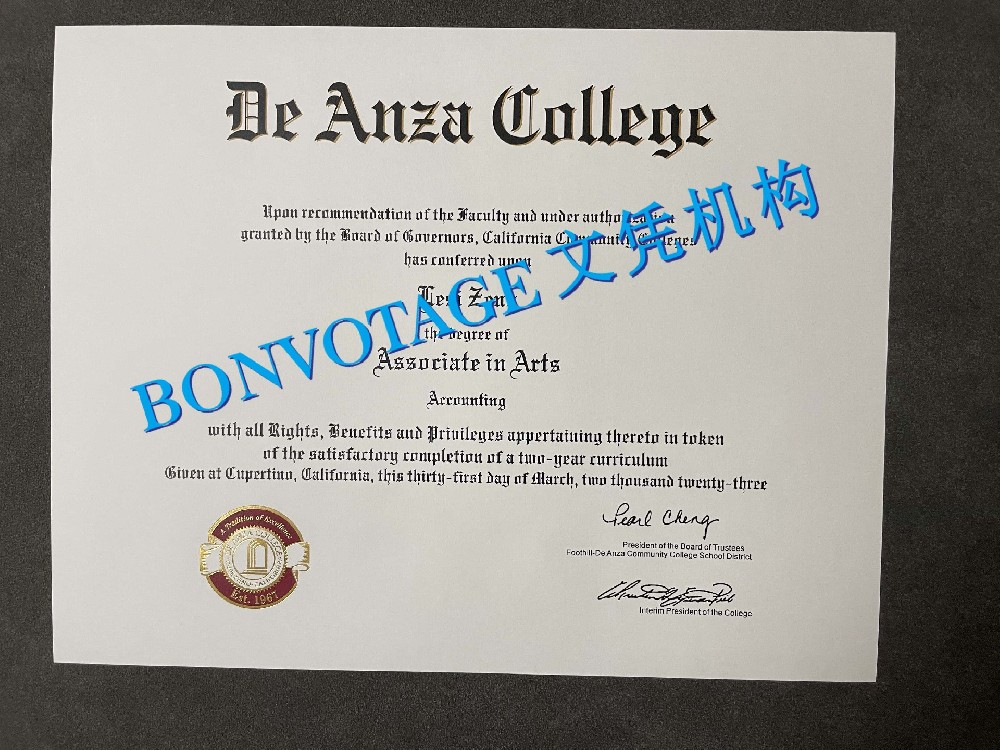 De Anza College
Upon recommendation of the Faculty and under
granted by the Board of Governors, California
has conferred upon
BONVOTAGE 文凭机构
the degree of
Associate in Arts
Accounting
with all Rights, Benefits and Privileges appertaining thereto in token
of the satisfactory completion of a two-year curriculum
Given at Cupertino, California, this thirty-first day of March, two thousand twenty-three
A Tradition of Excellence
Est. 1967
Pearl Cheng
President of the Board of Trustees
Foothill-De Anza Community College School District
Interim President of the College